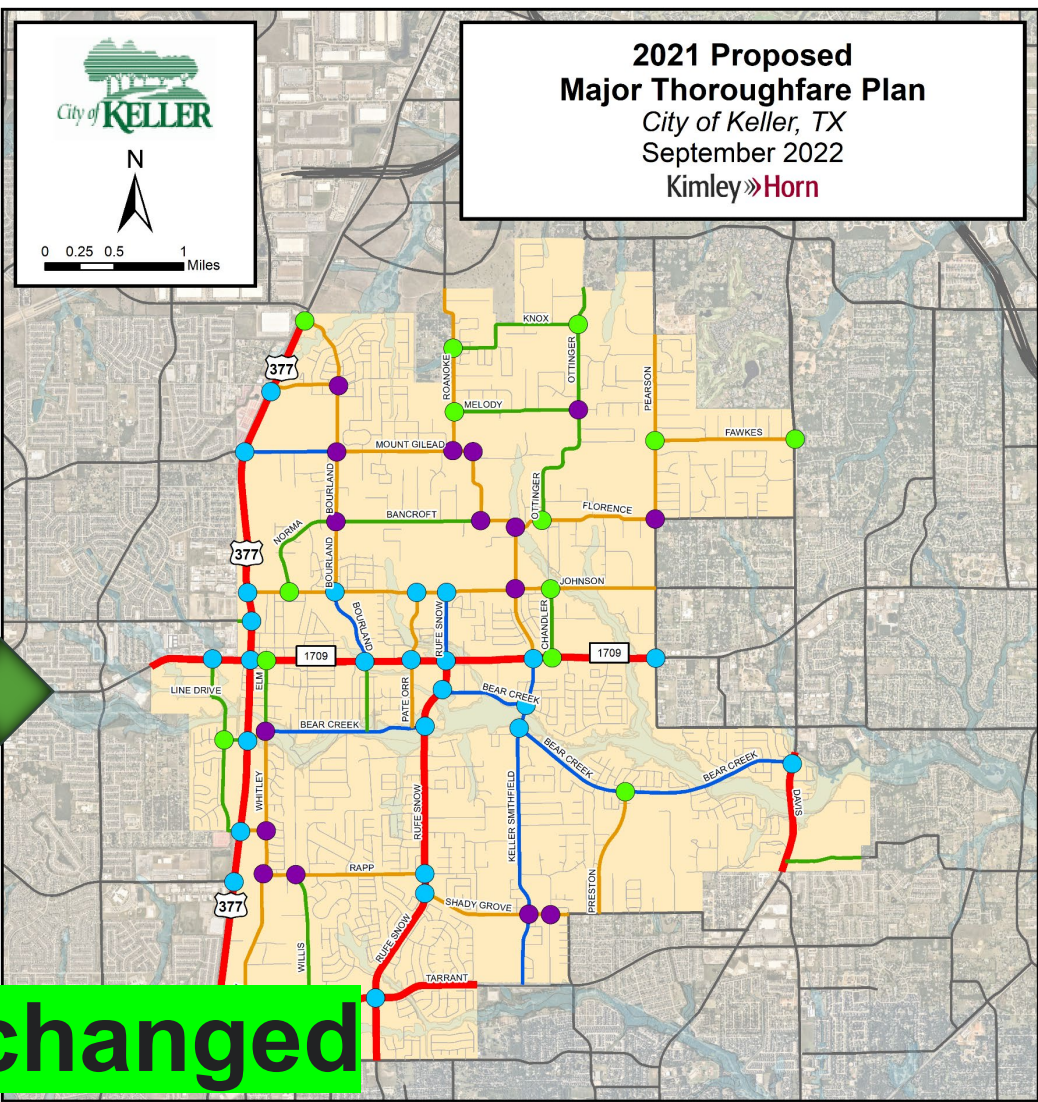 City of KELLER
N
0 0.25 0.5 1
Miles
2021 Proposed
Major Thoroughfare Plan
City of Keller, TX
September 2022
Kimley»Horn
KNOX
377
ROANOKE
OTTINGER
PEARSON
MELODY
FAWKES
MOUNT GILEAD
BOURLAND
OTTINGER
BANCROFT
FLORENCE
NORMA
377
BOURLAND
JOHNSON
BOURLAND
RUFE SNOW
CHANDLER
1709
1709
ELM
LINE DRIVE
PATE ORR
BEAR CREEK
BEAR CREEK
BEAR CREEK
BEAR CREEK
WHITLEY
RUFE SNOW
KELLER SMITHFIELD
DAVIS
RAPP
PRESTON
377
SHADY GROVE
RUFE SNOW
WILLIS
TARRANT
changed